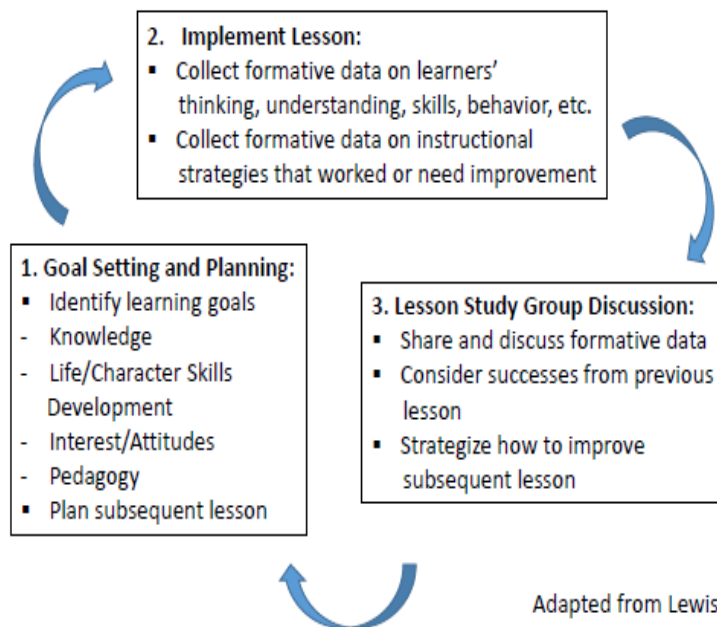 2. Implement Lesson:
▪ Collect formative data on learners'
thinking, understanding, skills, behavior, etc.
▪ Collect formative data on instructional
strategies that worked or need improvement
1. Goal Setting and Planning:
▪ Identify learning goals
- Knowledge
- Life/Character Skills
Development
- Interest/Attitudes
- Pedagogy
▪ Plan subsequent lesson
3. Lesson Study Group Discussion:
▪ Share and discuss formative data
▪ Consider successes from previous
lesson
▪ Strategize how to improve
subsequent lesson
Adapted from Lewis